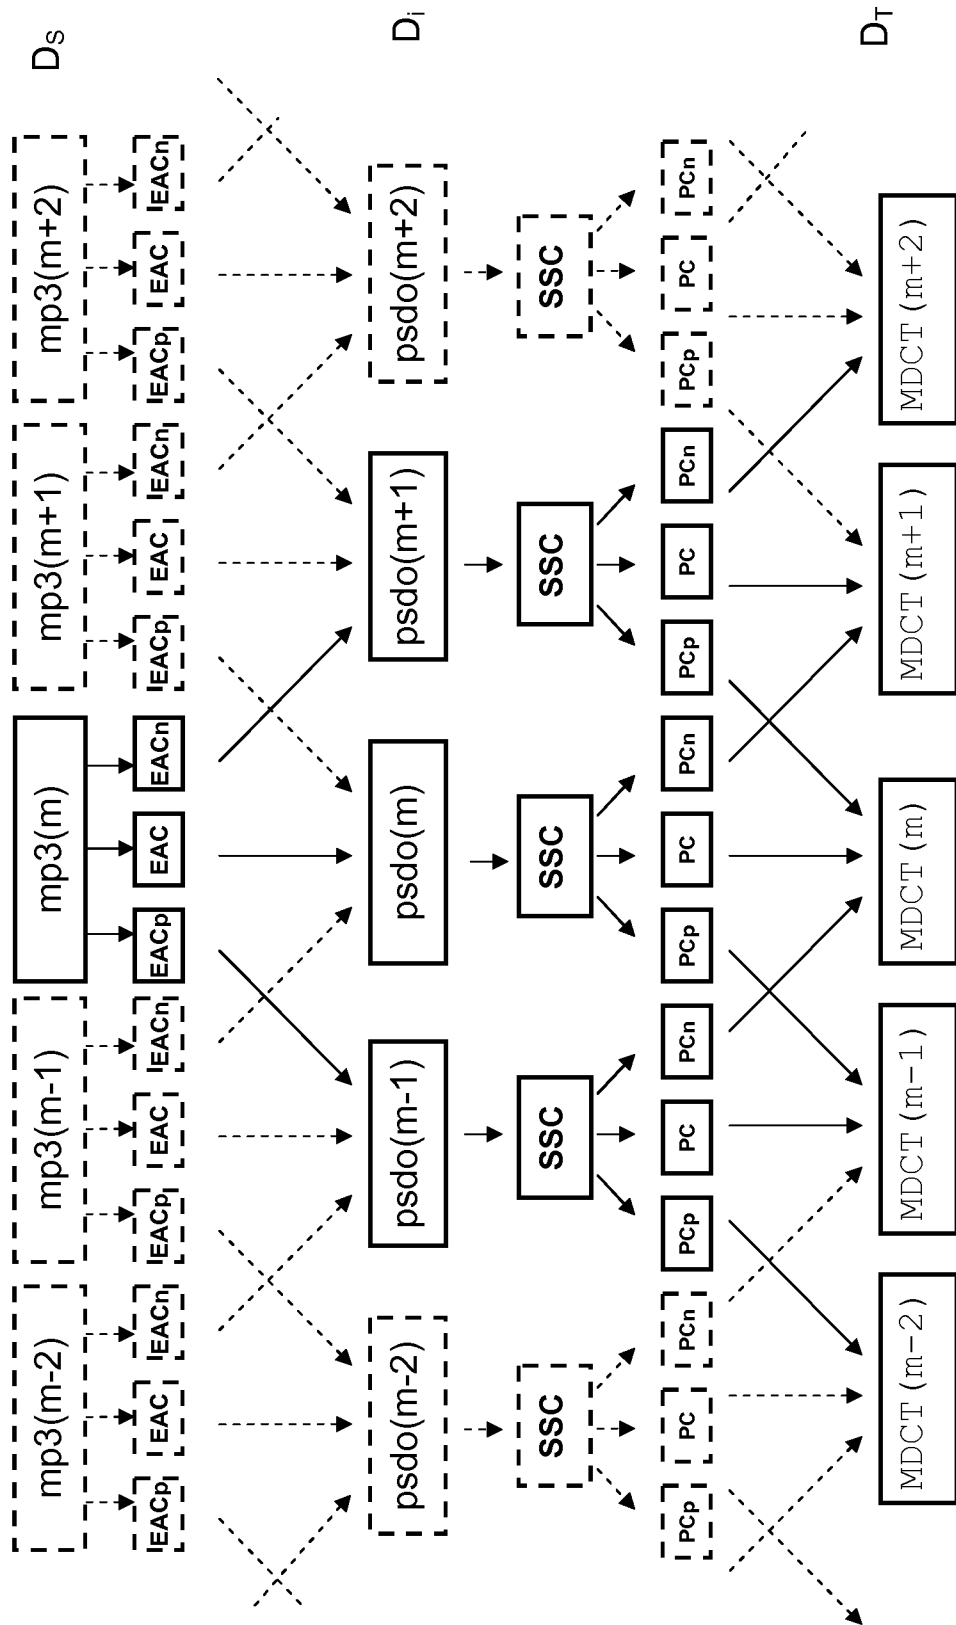 mp3(m-2) mp3(m-1) mp3(m) mp3(m+1) mp3(m+2) DS
EACp EAC EACn EACp EAC EACn EACp EAC EACn EACp EAC EACn EACp EAC EACn
psdo(m-2) psdo(m-1) psdo(m) psdo(m+1) psdo(m+2) Di
SSC SSC SSC SSC SSC
PCp PC PCn PCp PC PCn PCp PC PCn PCp PC PCn PCp PC PCn
MDCT (m-2) MDCT (m-1) MDCT (m) MDCT (m+1) MDCT (m+2) DT